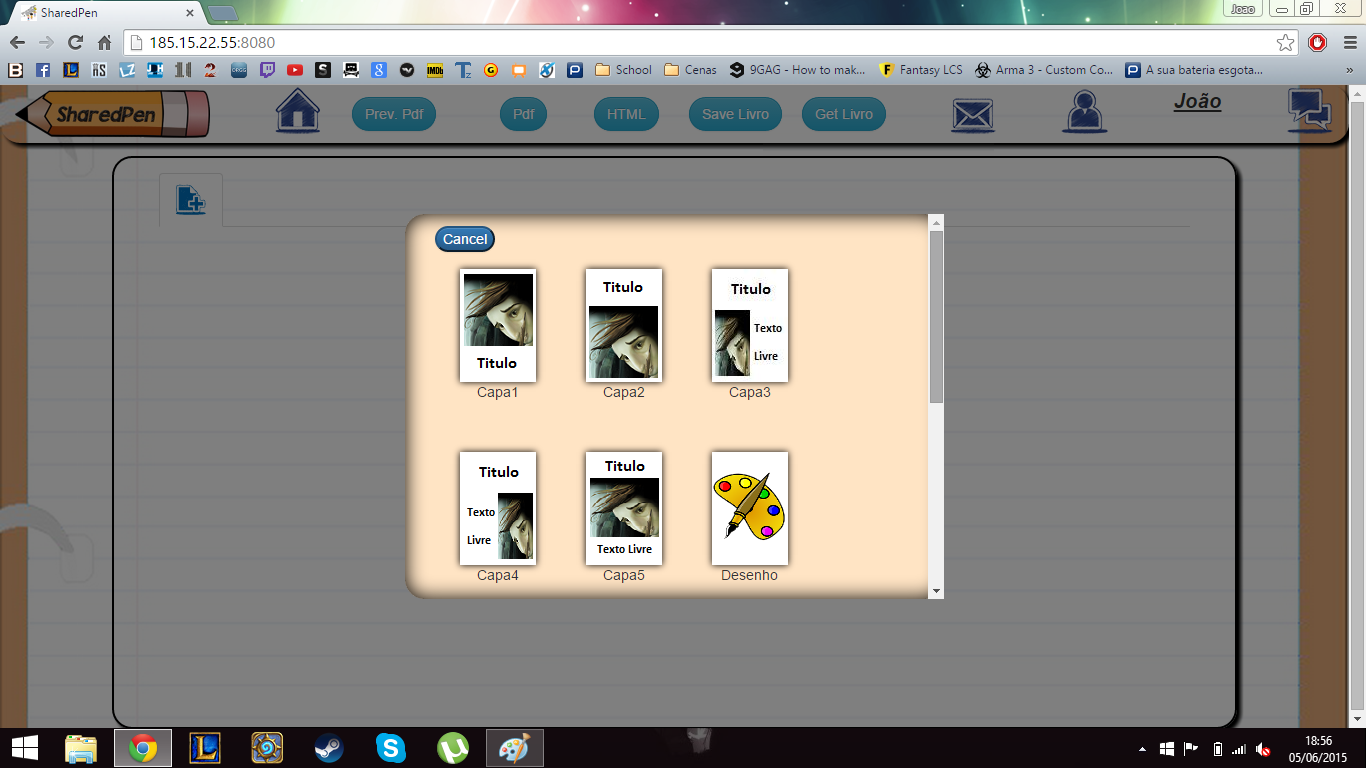 SharedPen
Joao
185.15.22.55:8080
School
Cenas
9GAG - How to mak...
Fantasy LCS
Arma 3 - Custom Co...
A sua bateria esgota...
»
SharedPen
Prev. Pdf
Pdf
HTML
Save Livro
Get Livro
João
Cancel
Titulo
Capa1
Titulo
Capa2
Titulo
Texto
Livre
Capa3
Titulo
Texto
Livre
Capa4
Titulo
Texto Livre
Capa5
Desenho
18:56
05/06/2015